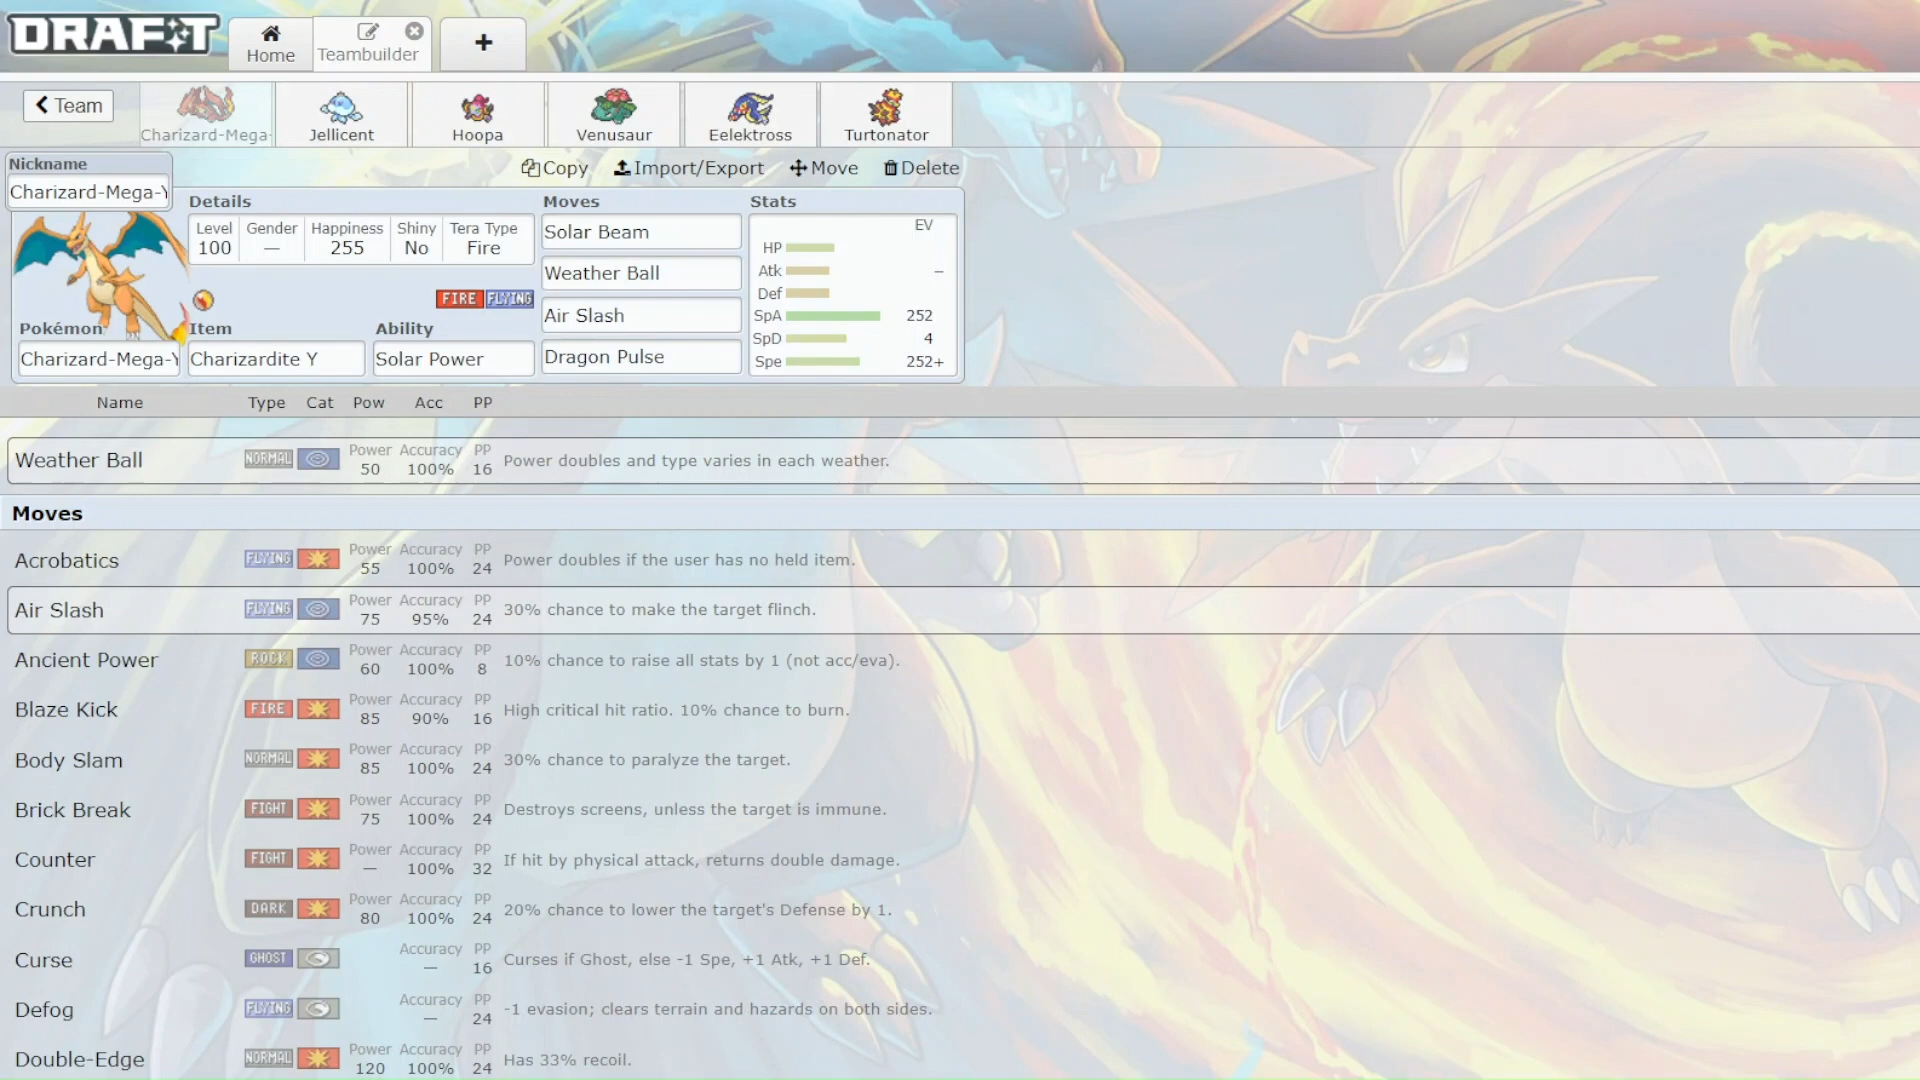 DRAFT
Home
Teambuilder
+
Team
Charizard-Mega-
Jellicent
Hoopa
Venusaur
Eelektross
Turtonator
Nickname
Charizard-Mega-Y
Copy
Import/Export
Move
Delete
Details
Level
100
Gender
—
Happiness
255
Shiny
No
Tera Type
Fire
FIRE FLYING
Pokémon
Charizard-Mega-Y
Item
Charizardite Y
Ability
Solar Power
Moves
Solar Beam
Weather Ball
Air Slash
Dragon Pulse
Stats
EV
HP
Atk –
Def
SpA 252
SpD 4
Spe 252+
Name Type Cat Pow Acc PP
Weather Ball NORMAL Power 50 Accuracy 100% PP 16 Power doubles and type varies in each weather.
Moves
Acrobatics FLYING Power 55 Accuracy 100% PP 24 Power doubles if the user has no held item.
Air Slash FLYING Power 75 Accuracy 95% PP 24 30% chance to make the target flinch.
Ancient Power ROCK Power 60 Accuracy 100% PP 8 10% chance to raise all stats by 1 (not acc/eva).
Blaze Kick FIRE Power 85 Accuracy 90% PP 16 High critical hit ratio. 10% chance to burn.
Body Slam NORMAL Power 85 Accuracy 100% PP 24 30% chance to paralyze the target.
Brick Break FIGHT Power 75 Accuracy 100% PP 24 Destroys screens, unless the target is immune.
Counter FIGHT Power — Accuracy 100% PP 32 If hit by physical attack, returns double damage.
Crunch DARK Power 80 Accuracy 100% PP 24 20% chance to lower the target's Defense by 1.
Curse GHOST Accuracy — PP 16 Curses if Ghost, else -1 Spe, +1 Atk, +1 Def.
Defog FLYING Accuracy — PP 24 -1 evasion; clears terrain and hazards on both sides.
Double-Edge NORMAL Power 120 Accuracy 100% PP 24 Has 33% recoil.